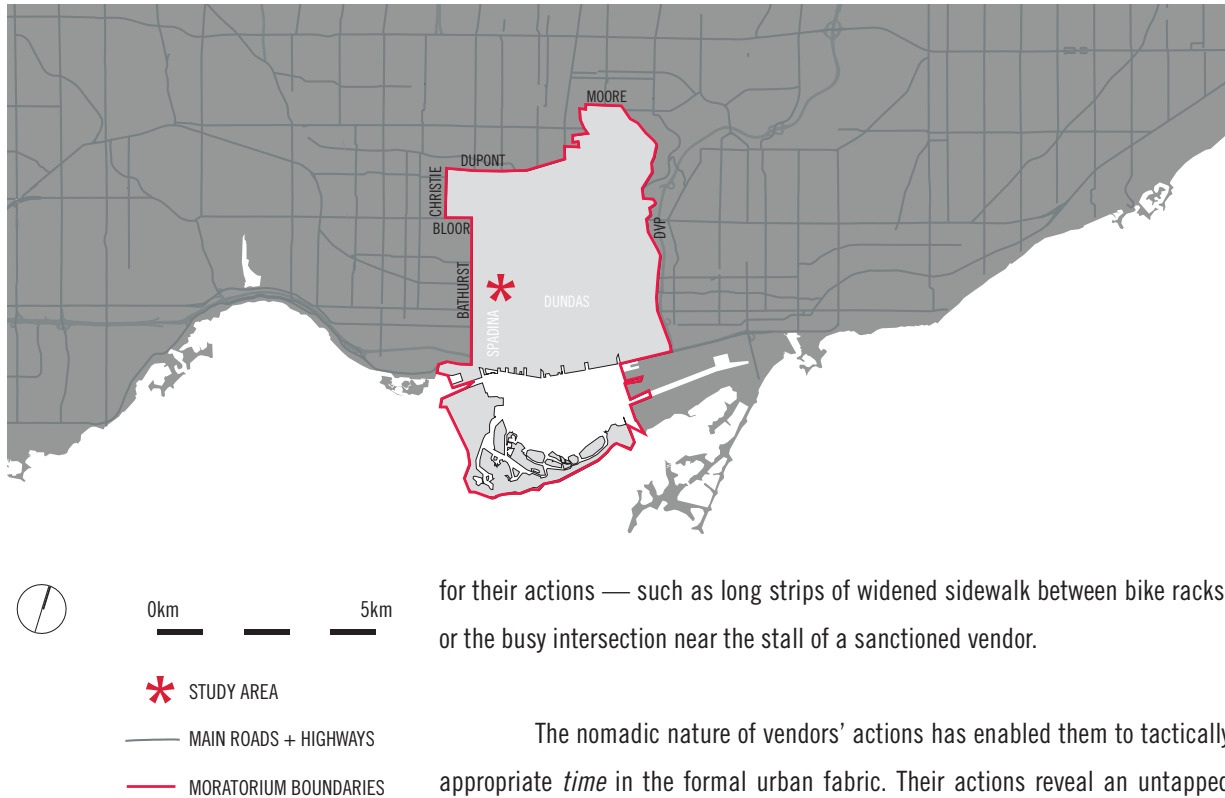 MOORE
DUPONT
CHRISTIE
BLOOR
DVP
BATHURST
DUNDAS
SPADINA
0km 5km
STUDY AREA
MAIN ROADS + HIGHWAYS
MORATORIUM BOUNDARIES
for their actions — such as long strips of widened sidewalk between bike racks
or the busy intersection near the stall of a sanctioned vendor.
The nomadic nature of vendors’ actions has enabled them to tactically
appropriate time in the formal urban fabric. Their actions reveal an untapped